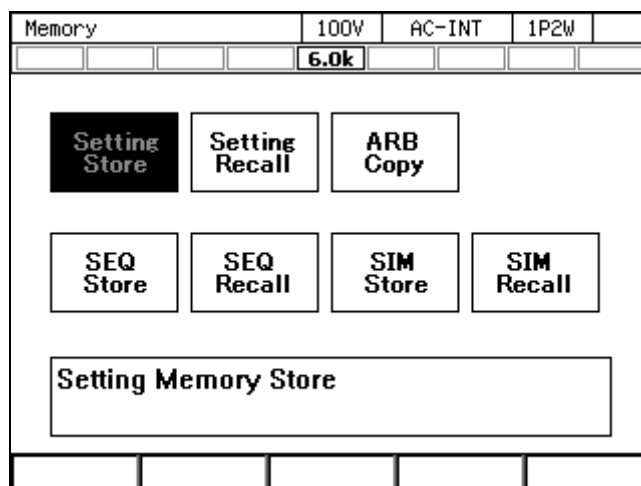 Memory 100V AC-INT 1P2W
6.0k
Setting Setting ARB
Store Recall Copy
SEQ SEQ SIM SIM
Store Recall Store Recall
Setting Memory Store